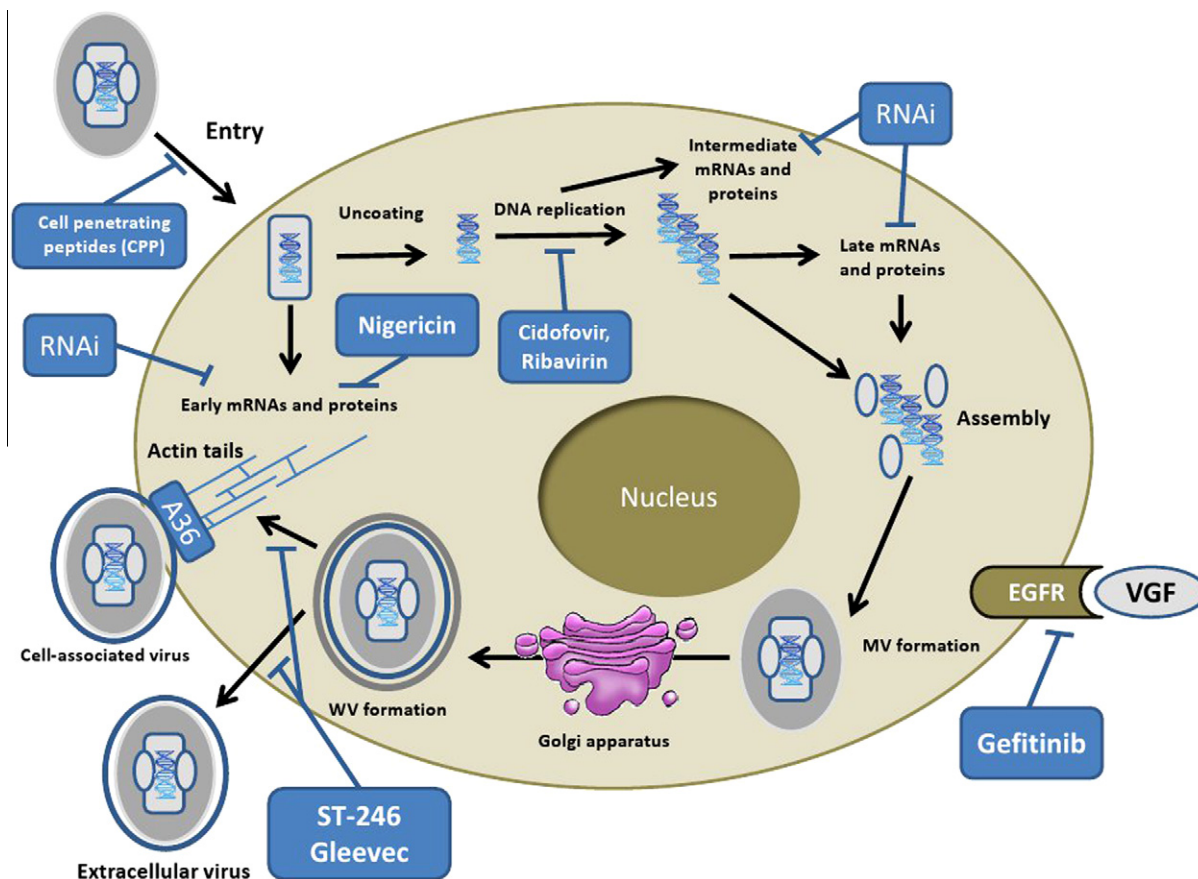 Entry
Cell penetrating
peptides (CPP)
Uncoating
DNA replication
Intermediate
mRNAs and
proteins
RNAi
Late mRNAs
and proteins
RNAi
Nigericin
Cidofovir,
Ribavirin
Early mRNAs and proteins
Assembly
Actin tails
A36
Nucleus
EGFR
VGF
Cell-associated virus
WV formation
Golgi apparatus
MV formation
Gefitinib
ST-246
Gleevec
Extracellular virus